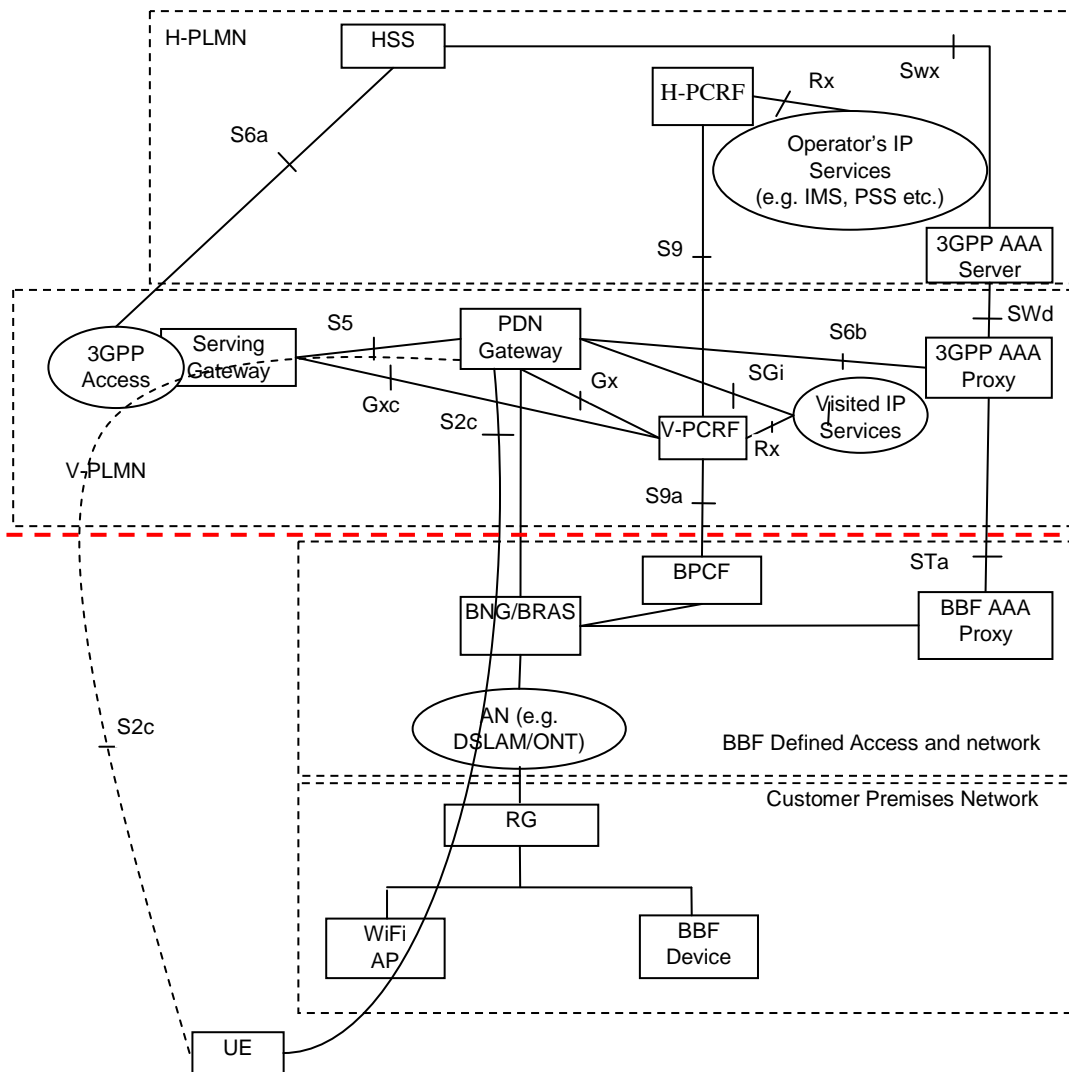 H-PLMN
HSS
Swx
H-PCRF
Rx
S6a
Operator's IP
Services
(e.g. IMS, PSS etc.)
S9
3GPP AAA
Server
SWd
S5
PDN
Gateway
S6b
3GPP
Access
Serving
Gateway
3GPP AAA
Proxy
Gxc
Gx
SGi
S2c
V-PCRF
Rx
Visited IP
Services
V-PLMN
S9a
BPCF
STa
BNG/BRAS
BBF AAA
Proxy
AN (e.g.
DSLAM/ONT)
S2c
BBF Defined Access and network
Customer Premises Network
RG
WiFi
AP
BBF
Device
UE